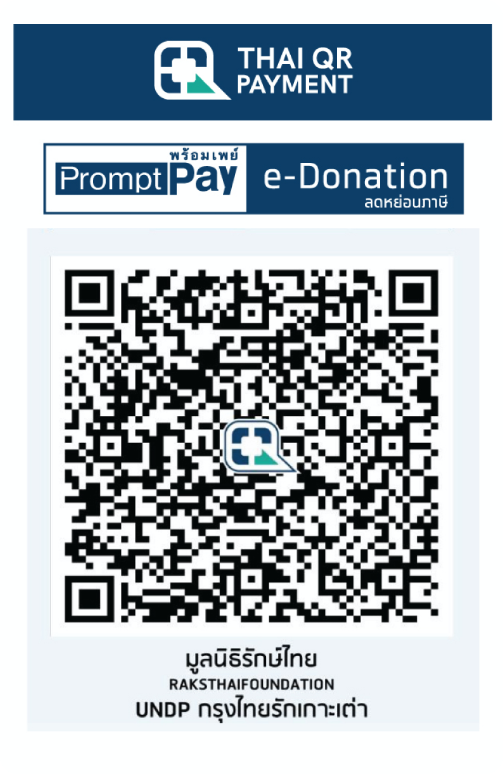 THAI QR
PAYMENT
พร้อมเพย์
PromptPay
e-Donation
ลดหย่อนภาษี
มูลนิธิรักษ์ไทย
RAKSTHAIFOUNDATION
UNDP กรุงไทยรักเกาะเต่า